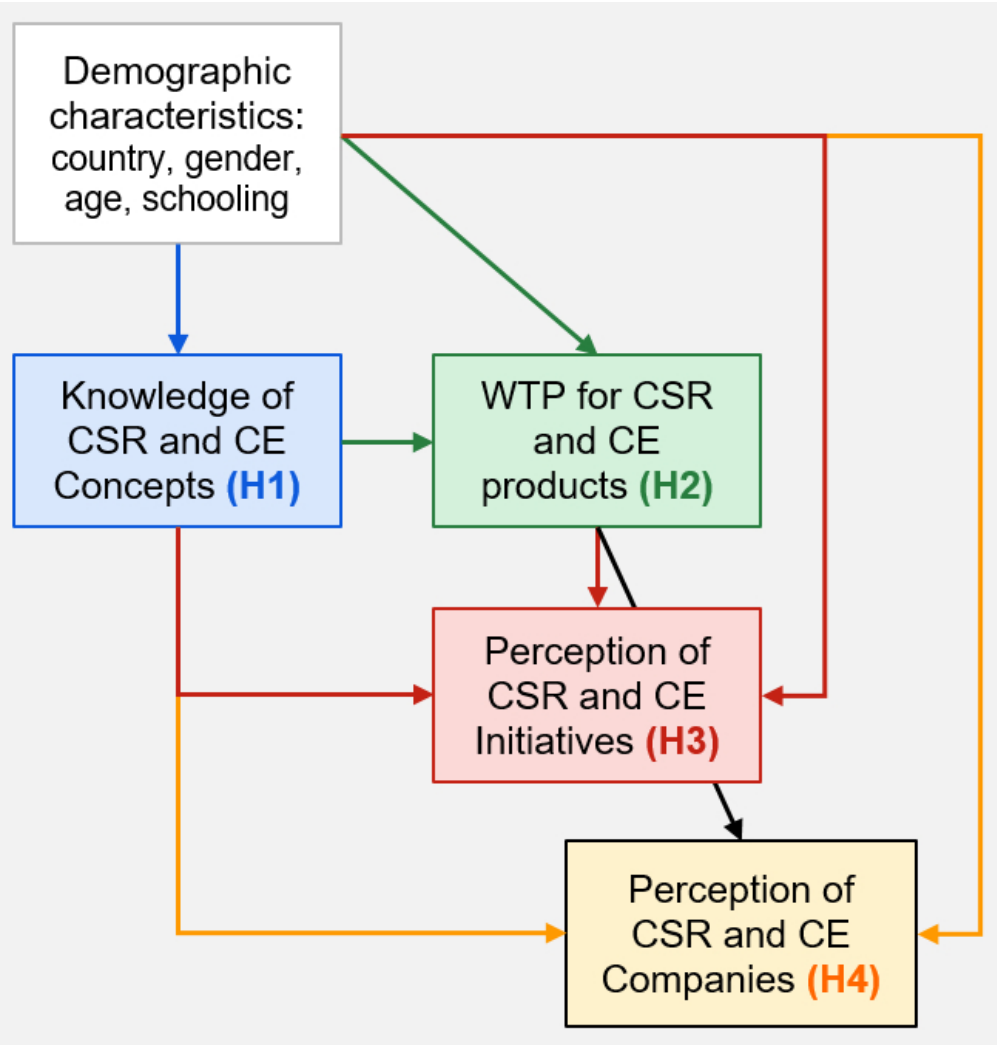 Demographic
characteristics:
country, gender,
age, schooling
Knowledge of
CSR and CE
Concepts (H1)
WTP for CSR
and CE
products (H2)
Perception of
CSR and CE
Initiatives (H3)
Perception of
CSR and CE
Companies (H4)